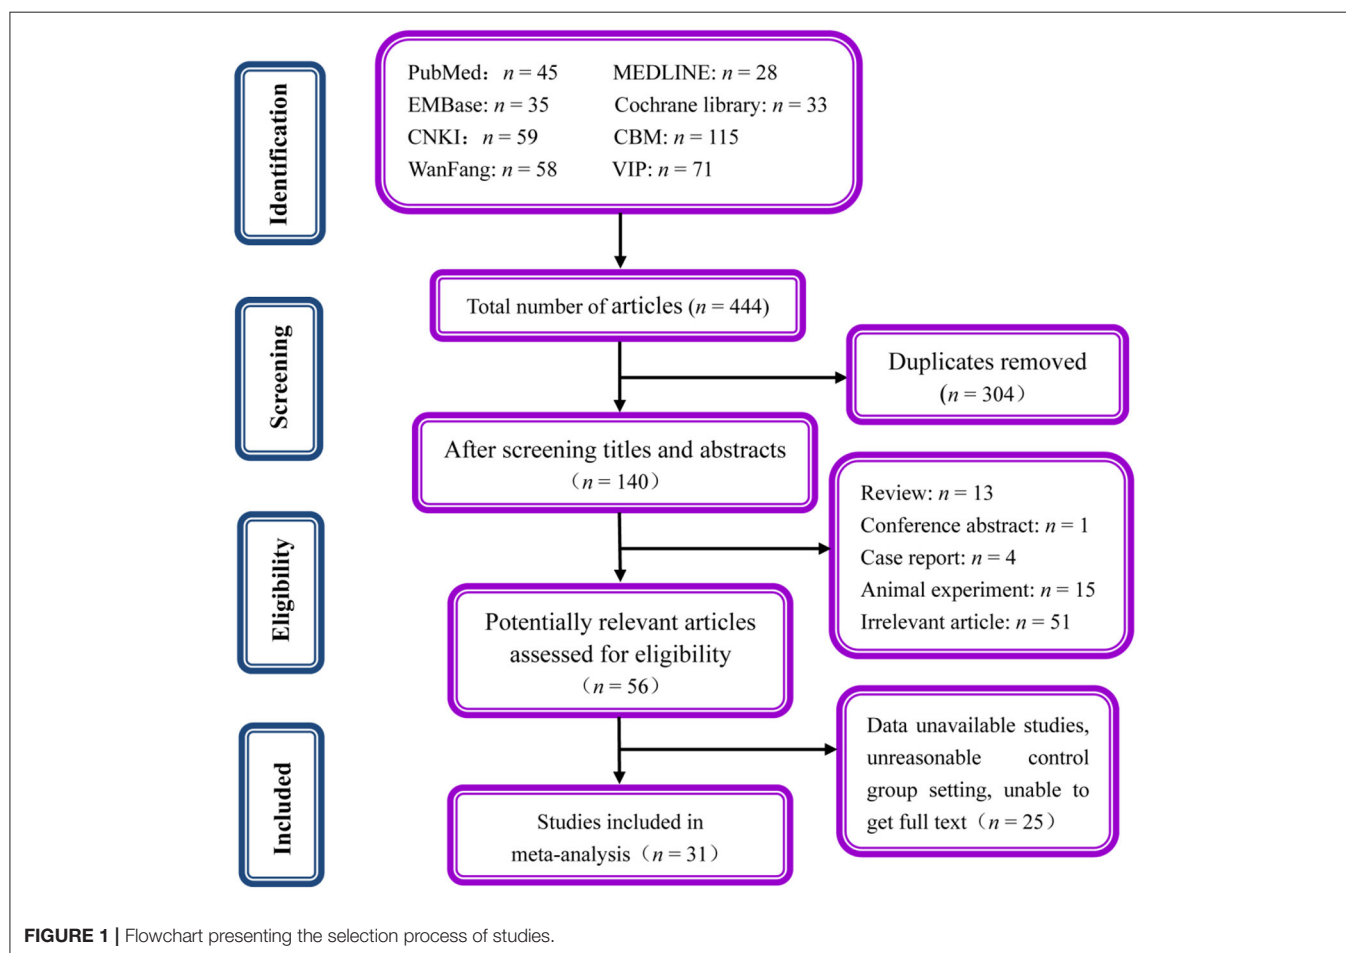 Identification
PubMed：n = 45
MEDLINE: n = 28
EMBase: n = 35
Cochrane library: n = 33
CNKI：n = 59
CBM: n = 115
WanFang: n = 58
VIP: n = 71
Screening
Total number of articles (n = 444)
Duplicates removed
(n = 304）
After screening titles and abstracts
（n = 140）
Eligibility
Review: n = 13
Conference abstract: n = 1
Case report: n = 4
Animal experiment: n = 15
Irrelevant article: n = 51
Potentially relevant articles
assessed for eligibility
（n = 56）
Included
Data unavailable studies,
unreasonable control
group setting, unable to
get full text（n = 25）
Studies included in
meta-analysis（n = 31）
FIGURE 1 | Flowchart presenting the selection process of studies.